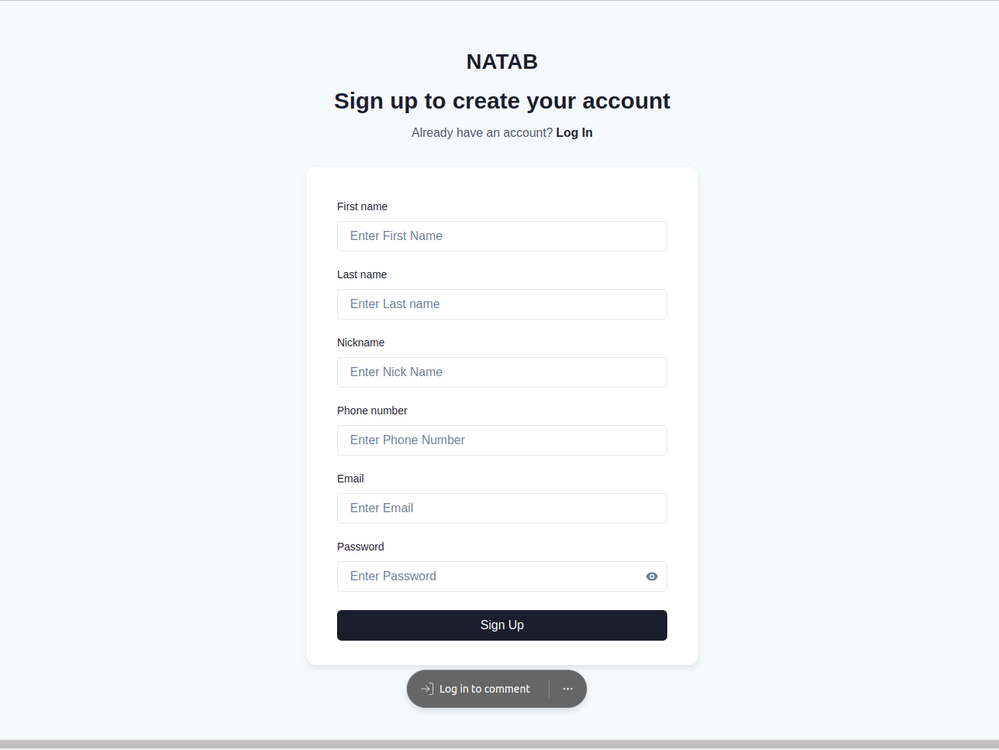 NATAB
Sign up to create your account
Already have an account? Log In
First name
Enter First Name
Last name
Enter Last name
Nickname
Enter Nick Name
Phone number
Enter Phone Number
Email
Enter Email
Password
Enter Password
Sign Up
Log in to comment